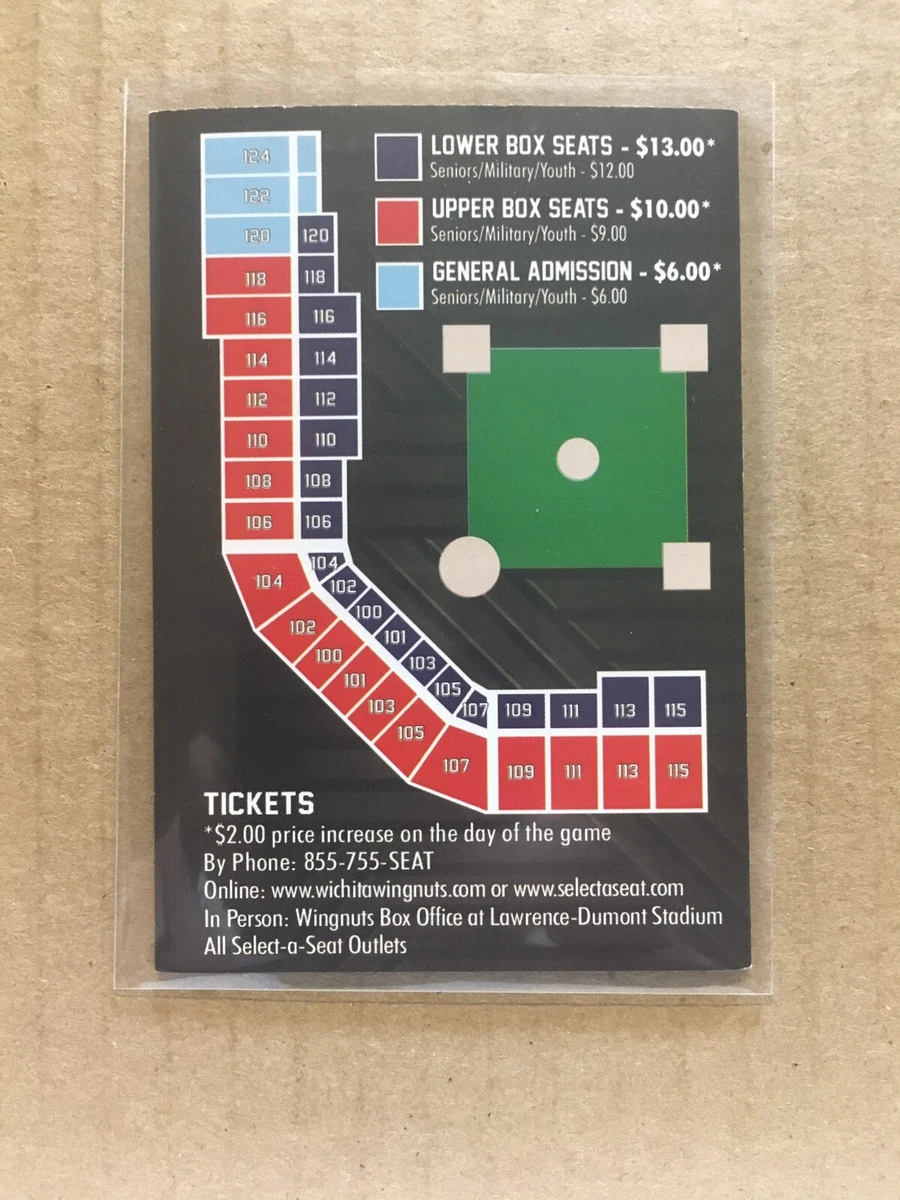 LOWER BOX SEATS - $13.00*
Seniors/Military/Youth - $12.00
UPPER BOX SEATS - $10.00*
Seniors/Military/Youth - $9.00
GENERAL ADMISSION - $6.00*
Seniors/Military/Youth - $6.00
124
122
120 120
118 118
116 116
114 114
112 112
110 110
108 108
106 106
104 104
102 102
100 100
101 101
103 103
105 105
107 107
109 111 113 115
109 111 113 115
TICKETS
*$2.00 price increase on the day of the game
By Phone: 855-755-SEAT
Online: www.wichitawingnuts.com or www.selectaseat.com
In Person: Wingnuts Box Office at Lawrence-Dumont Stadium
All Select-a-Seat Outlets